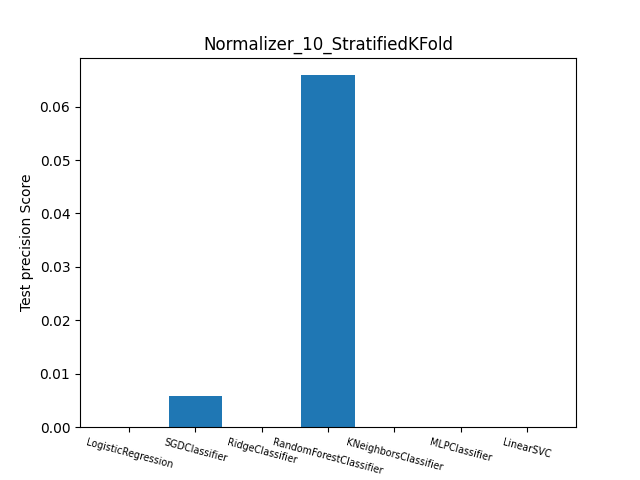 Normalizer_10_StratifiedKFold
Test precision Score
0.06
0.05
0.04
0.03
0.02
0.01
0.00
LogisticRegression
SGDClassifier
RidgeClassifier
RandomForestClassifier
KNeighborsClassifier
MLPClassifier
LinearSVC